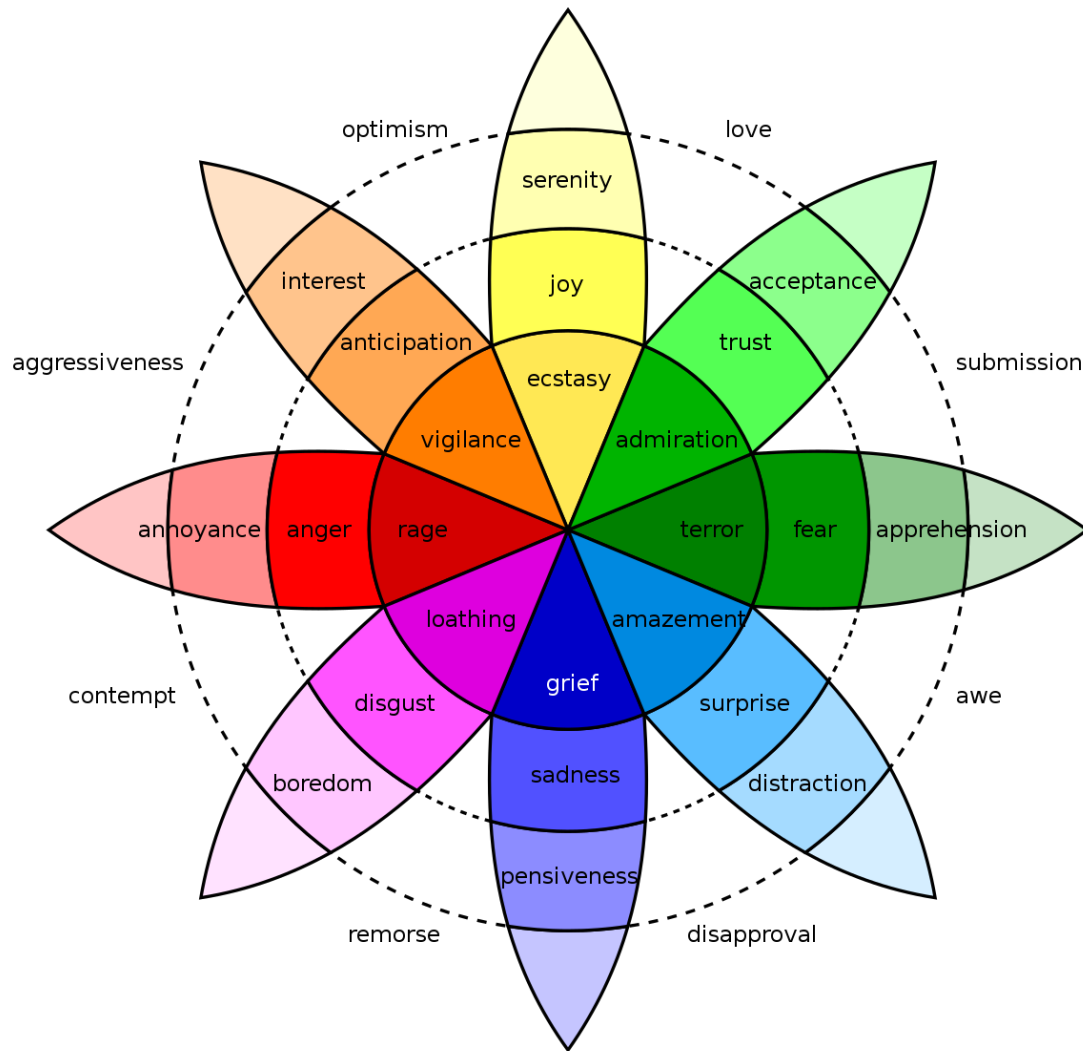 optimism
love
serenity
interest
joy
acceptance
anticipation
trust
aggressiveness
ecstasy
submission
vigilance
admiration
annoyance
anger
rage
terror
fear
apprehension
loathing
amazement
contempt
disgust
grief
surprise
awe
boredom
sadness
distraction
pensiveness
remorse
disapproval